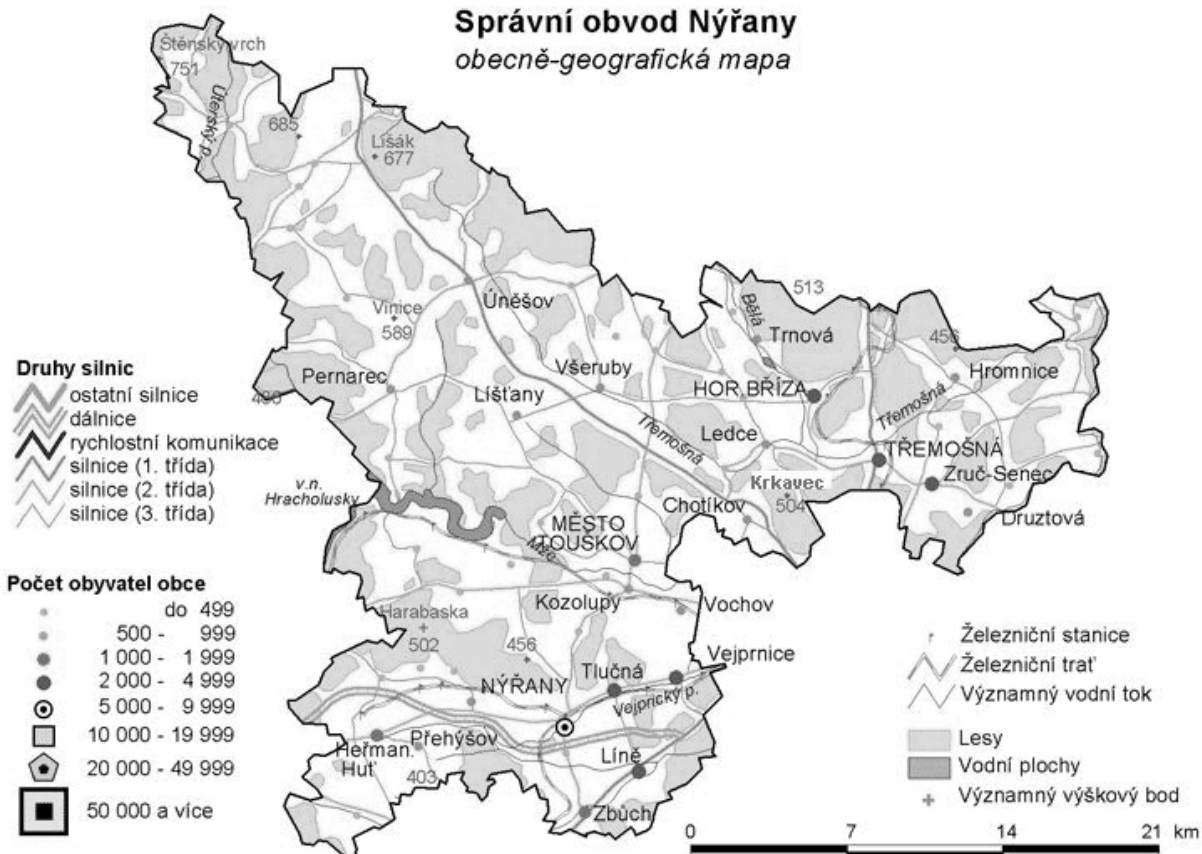 Správní obvod Nýřany
obecně-geografická mapa
Štěnský vrch
751
Úterský p.
685
Lišák
677
Vinice
589
Úněšov
513
Bělá
Trnová
456
Hromnice
Pernarec
Líšťany
Všeruby
HOR.BŘÍZA
Třemošná
Třemošná
Ledce
TŘEMOŠNÁ
Krkavec
504
Zruč-Senec
Chotíkov
Druztová
v.n.
Hracholusky
MĚSTO
TOUŠKOV
Mže
Kozolupy
Vochov
Harabaska
502
456
Vejprnice
Tlučná
NÝŘANY
Vejprický p.
Přehýšov
Heřman.
Huť
403
Líně
Zbůch
Druhy silnic
ostatní silnice
dálnice
rychlostní komunikace
silnice (1. třída)
silnice (2. třída)
silnice (3. třída)
Počet obyvatel obce
do 499
500 - 999
1 000 - 1 999
2 000 - 4 999
5 000 - 9 999
10 000 - 19 999
20 000 - 49 999
50 000 a více
Železniční stanice
Železniční trať
Významný vodní tok
Lesy
Vodní plochy
Významný výškový bod
0 7 14 21 km